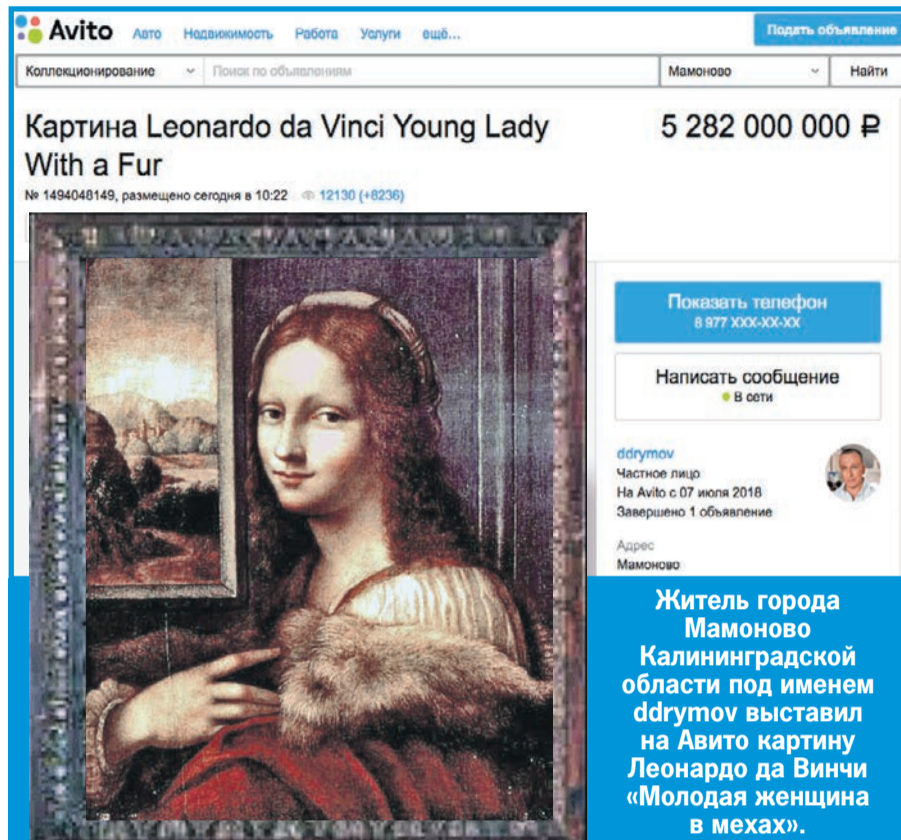 Avito Авто Недвижимость Работа Услуги ещё... Подать объявление
Коллекционирование Поиск по объявлениям Мамоново Найти
Картина Leonardo da Vinci Young Lady 5 282 000 000 ₽
With a Fur
№ 1494048149, размещено сегодня в 10:22 12130 (+8236)
Показать телефон
8 977 XXX-XX-XX
Написать сообщение
В сети
ddrymov
Частное лицо
На Avito с 07 июля 2018
Завершено 1 объявление
Адрес
Мамоново
Житель города
Мамоново
Калининградской
области под именем
ddrymov выставил
на Авито картину
Леонардо да Винчи
«Молодая женщина
в мехах».